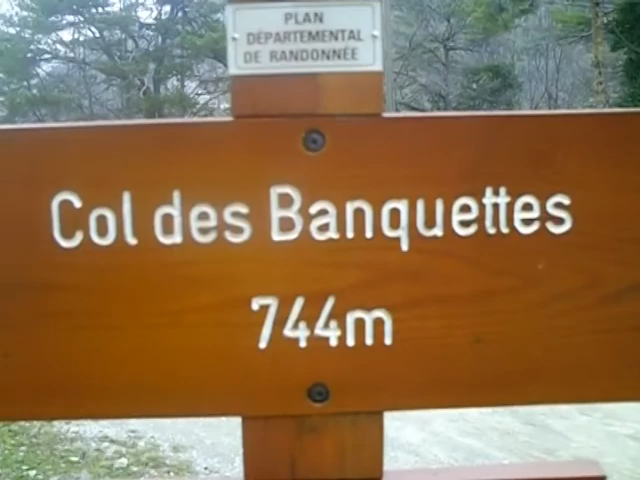 PLAN
DÉPARTEMENTAL
DE RANDONNÉE
Col des Banquettes
744m